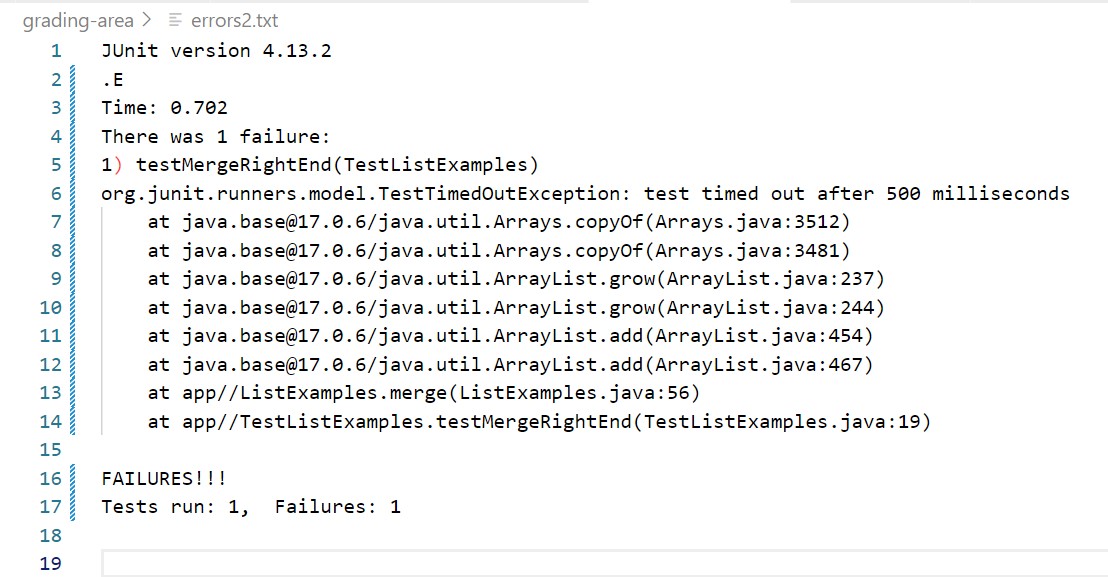 grading-area > errors2.txt
1 JUnit version 4.13.2
2 .E
3 Time: 0.702
4 There was 1 failure:
5 1) testMergeRightEnd(TestListExamples)
6 org.junit.runners.model.TestTimedOutException: test timed out after 500 milliseconds
7     at java.base@17.0.6/java.util.Arrays.copyOf(Arrays.java:3512)
8     at java.base@17.0.6/java.util.Arrays.copyOf(Arrays.java:3481)
9     at java.base@17.0.6/java.util.ArrayList.grow(ArrayList.java:237)
10     at java.base@17.0.6/java.util.ArrayList.grow(ArrayList.java:244)
11     at java.base@17.0.6/java.util.ArrayList.add(ArrayList.java:454)
12     at java.base@17.0.6/java.util.ArrayList.add(ArrayList.java:467)
13     at app//ListExamples.merge(ListExamples.java:56)
14     at app//TestListExamples.testMergeRightEnd(TestListExamples.java:19)
15
16 FAILURES!!!
17 Tests run: 1,  Failures: 1
18
19